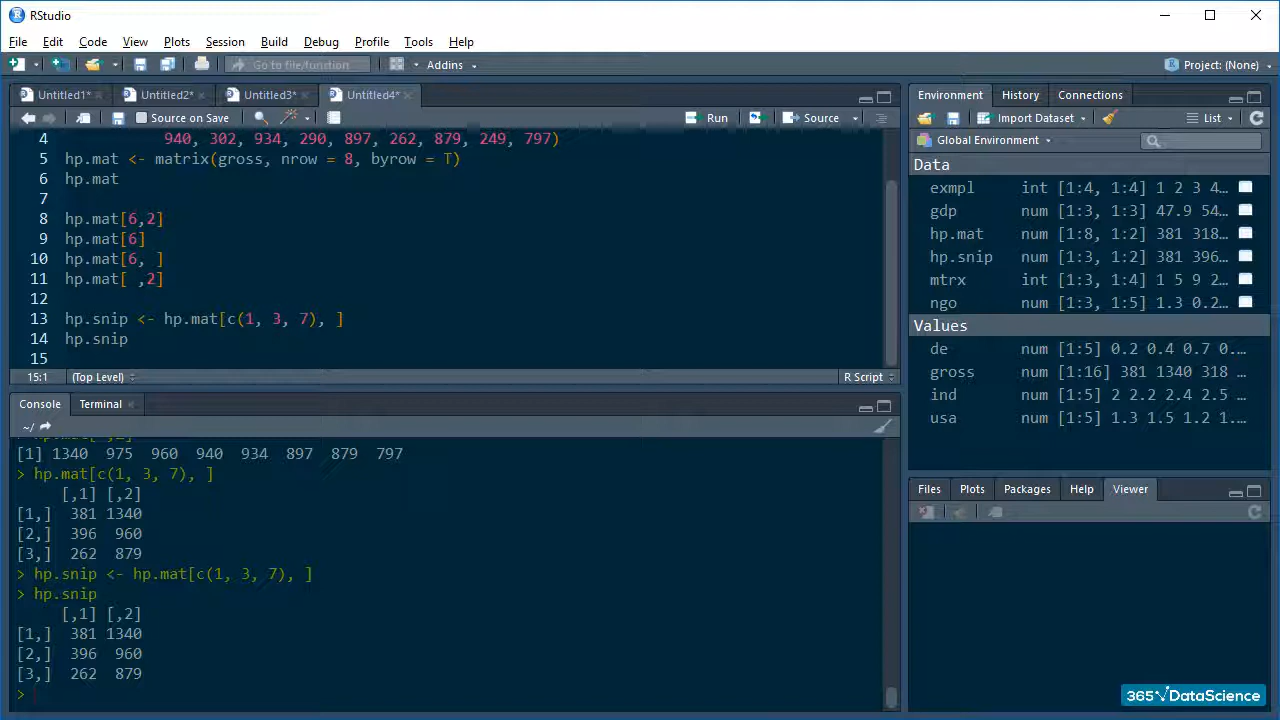 RStudio
File Edit Code View Plots Session Build Debug Profile Tools Help
Go to file/function Addins Project: (None)
Untitled1* Untitled2* Untitled3* Untitled4*
Source on Save Run Source
4 940, 302, 934, 290, 897, 262, 879, 249, 797)
5 hp.mat <- matrix(gross, nrow = 8, byrow = T)
6 hp.mat
7
8 hp.mat[6,2]
9 hp.mat[6]
10 hp.mat[6, ]
11 hp.mat[ ,2]
12
13 hp.snip <- hp.mat[c(1, 3, 7), ]
14 hp.snip
15
15:1 (Top Level) R Script
Console Terminal
~/
[1] 1340 975 960 940 934 897 879 797
> hp.mat[c(1, 3, 7), ]
[,1] [,2]
[1,] 381 1340
[2,] 396 960
[3,] 262 879
> hp.snip <- hp.mat[c(1, 3, 7), ]
> hp.snip
[,1] [,2]
[1,] 381 1340
[2,] 396 960
[3,] 262 879
>
Environment History Connections
Import Dataset List
Global Environment
Data
exmpl int [1:4, 1:4] 1 2 3 4…
gdp num [1:3, 1:3] 47.9 54…
hp.mat num [1:8, 1:2] 381 318…
hp.snip num [1:3, 1:2] 381 396…
mtrx int [1:3, 1:4] 1 5 9 2…
ngo num [1:3, 1:5] 1.3 0.2…
Values
de num [1:5] 0.2 0.4 0.7 0.…
gross num [1:16] 381 1340 318 …
ind num [1:5] 2 2.2 2.4 2.5 …
usa num [1:5] 1.3 1.5 1.2 1.…
Files Plots Packages Help Viewer
365 DataScience